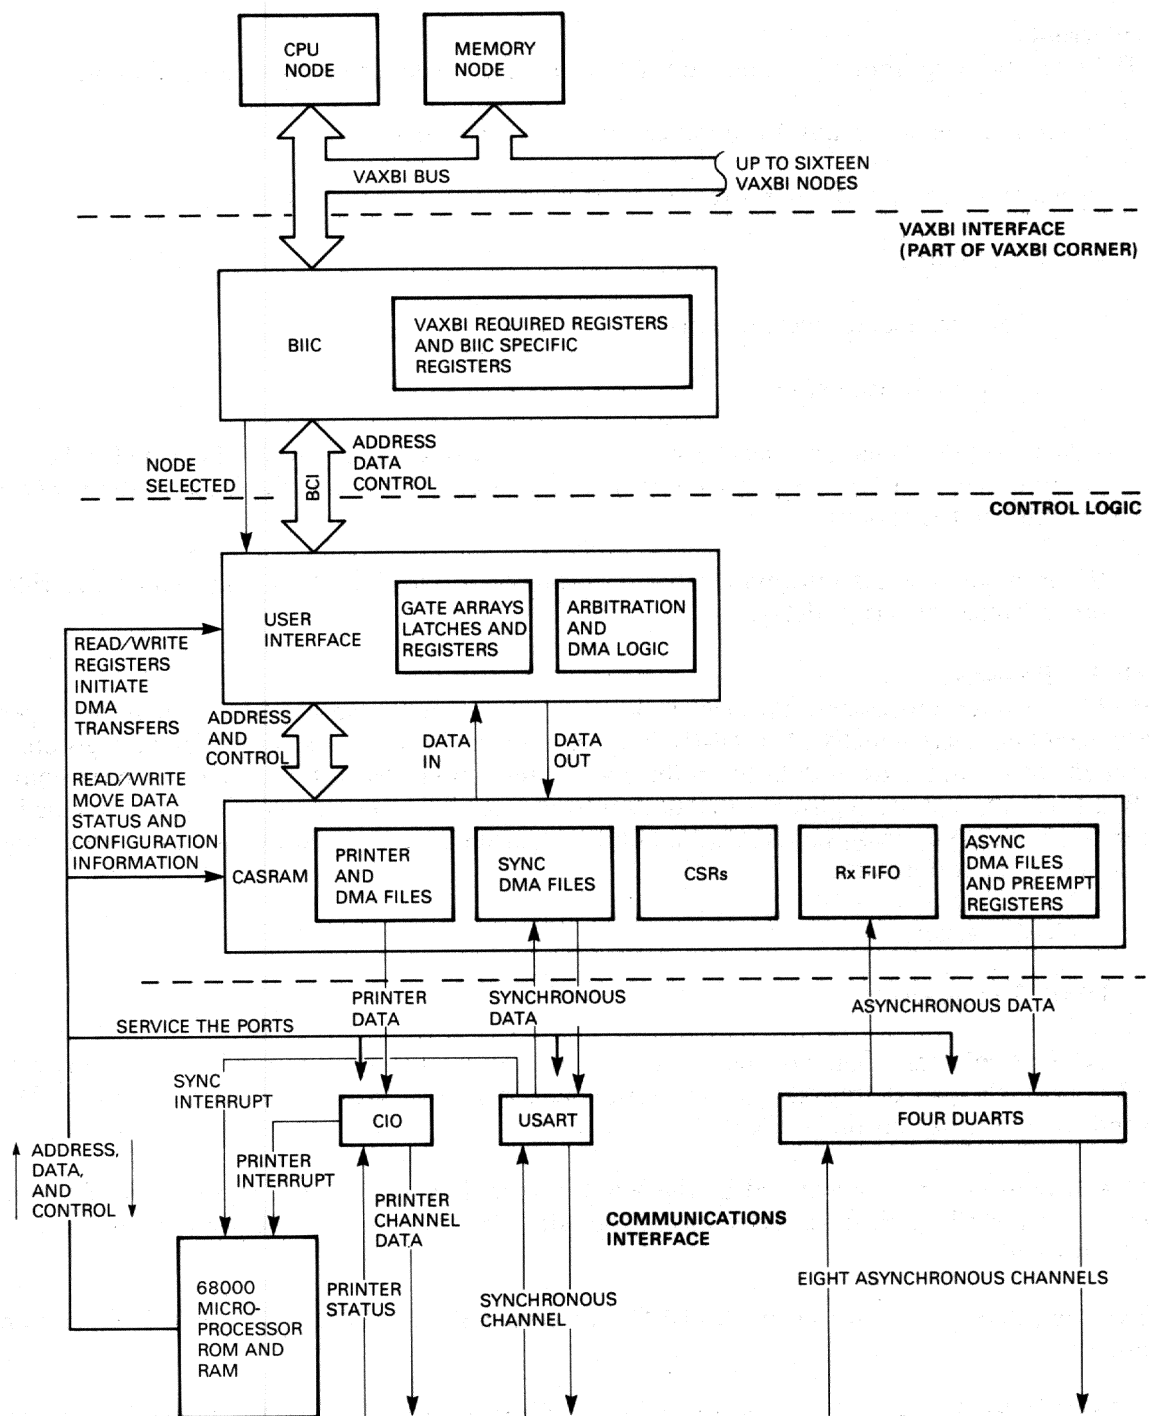 CPU
NODE
MEMORY
NODE
VAXBI BUS
UP TO SIXTEEN
VAXBI NODES
VAXBI INTERFACE
(PART OF VAXBI CORNER)
BIIC
VAXBI REQUIRED REGISTERS
AND BIIC SPECIFIC
REGISTERS
NODE
SELECTED
BCI
ADDRESS
DATA
CONTROL
CONTROL LOGIC
USER
INTERFACE
GATE ARRAYS
LATCHES AND
REGISTERS
ARBITRATION
AND
DMA LOGIC
READ/WRITE
REGISTERS
INITIATE
DMA
TRANSFERS
ADDRESS
AND
CONTROL
DATA
IN
DATA
OUT
READ/WRITE
MOVE DATA
STATUS AND
CONFIGURATION
INFORMATION
CASRAM
PRINTER
AND
DMA FILES
SYNC
DMA FILES
CSRs
Rx FIFO
ASYNC
DMA FILES
AND PREEMPT
REGISTERS
PRINTER
DATA
SYNCHRONOUS
DATA
ASYNCHRONOUS DATA
SERVICE THE PORTS
SYNC
INTERRUPT
CIO
USART
FOUR DUARTS
ADDRESS,
DATA,
AND
CONTROL
PRINTER
INTERRUPT
PRINTER
CHANNEL
DATA
COMMUNICATIONS
INTERFACE
68000
MICRO-
PROCESSOR
ROM AND
RAM
PRINTER
STATUS
SYNCHRONOUS
CHANNEL
EIGHT ASYNCHRONOUS CHANNELS